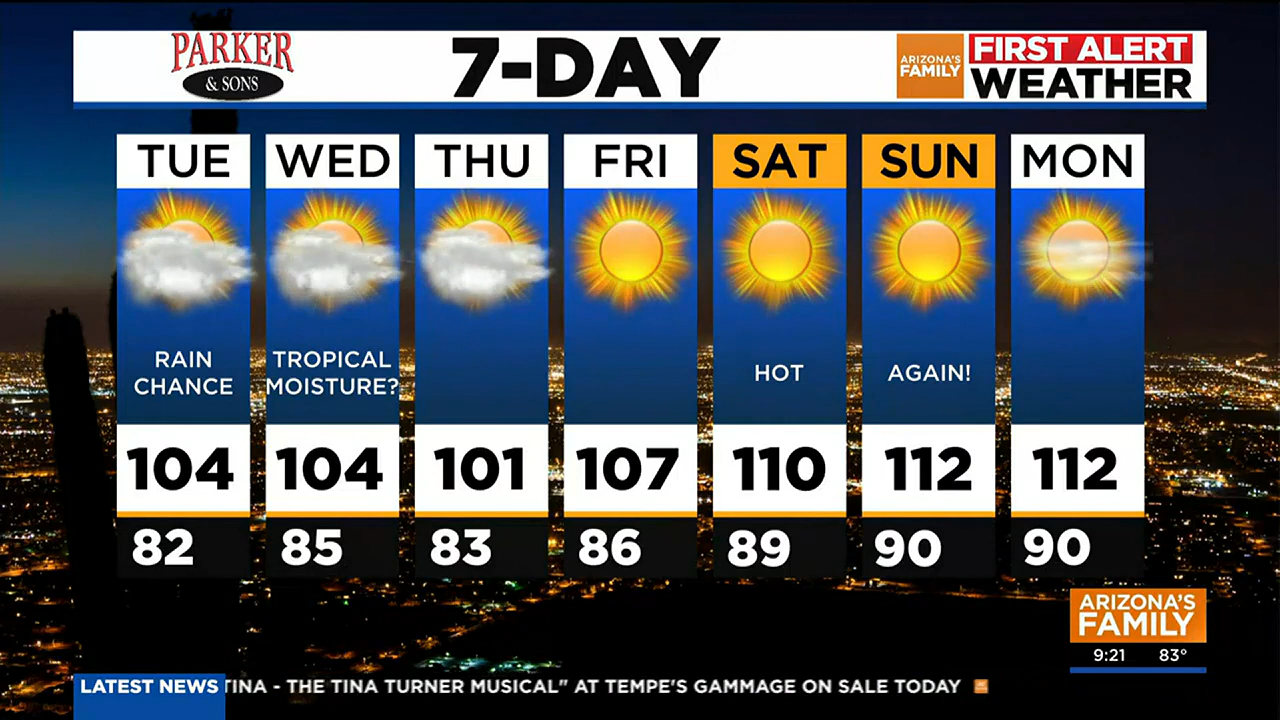 PARKER
& SONS
7-DAY
ARIZONA'S
FAMILY
FIRST ALERT
WEATHER
TUE WED THU FRI SAT SUN MON
RAIN
CHANCE
TROPICAL
MOISTURE?
HOT
AGAIN!
104 104 101 107 110 112 112
82 85 83 86 89 90 90
ARIZONA'S
FAMILY
9:21 83°
LATEST NEWS TINA - THE TINA TURNER MUSICAL" AT TEMPE'S GAMMAGE ON SALE TODAY